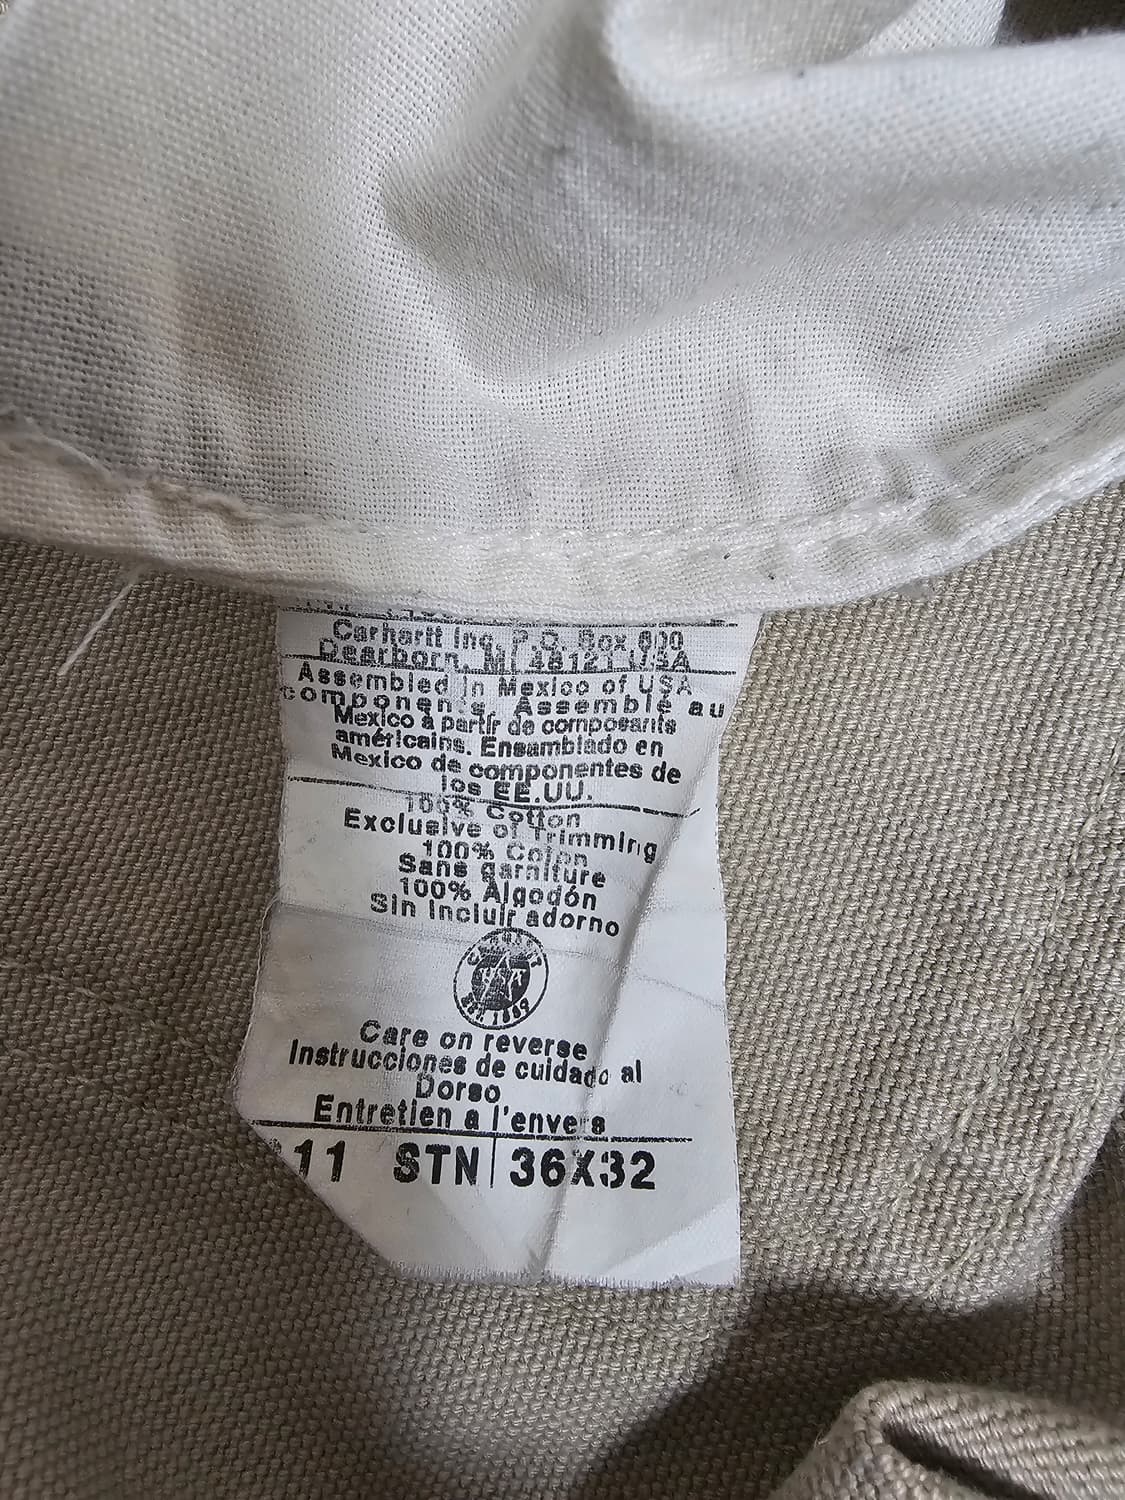 Carhartt Inc. P.O. Box 600
Dearborn, MI 48121 USA
Assembled in Mexico of USA
components. Assemblé au
Mexico à partir de composants
américains. Ensamblado en
Mexico de componentes de
los EE.UU.
100% Cotton
Exclusive of Trimming
100% Coton
Sans garniture
100% Algodón
Sin incluir adorno
CARHARTT
EST. 1889
Care on reverse
Instrucciones de cuidado al
Dorso
Entretien a l'envers
11 STN 36X32